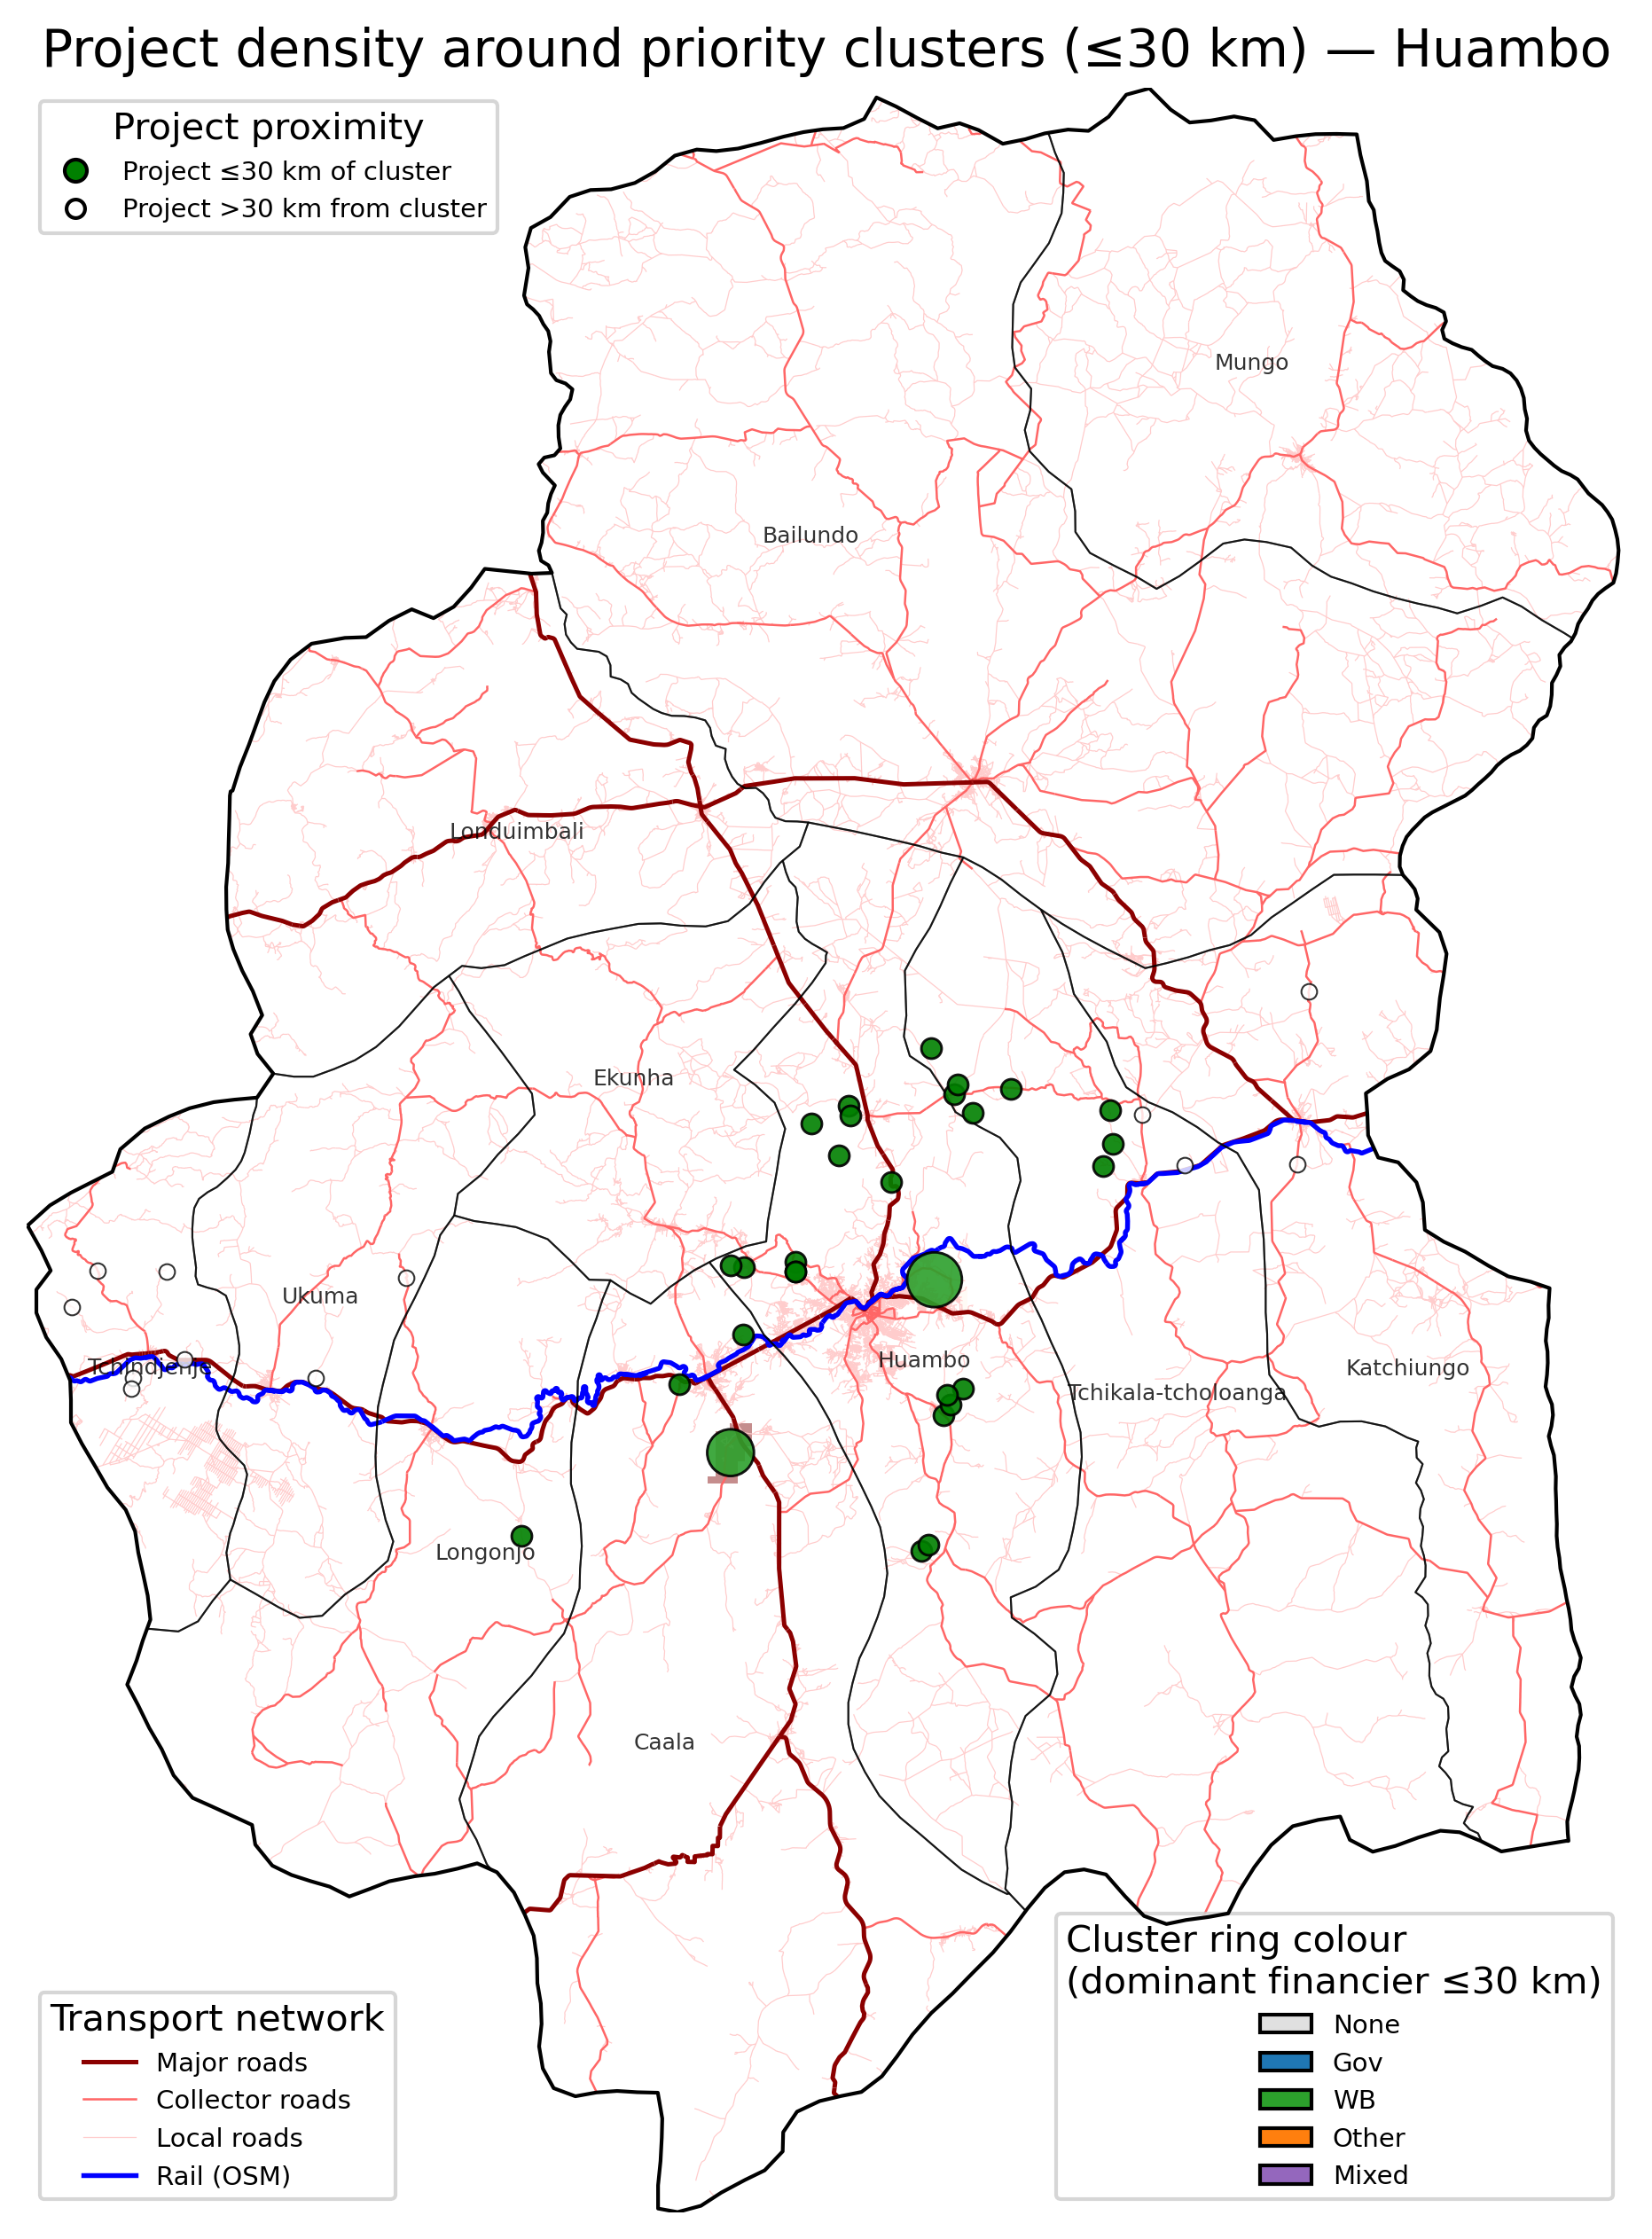 Project density around priority clusters (≤30 km) — Huambo
Project proximity
Project ≤30 km of cluster
Project >30 km from cluster
Mungo
Bailundo
Londuimbali
Ekunha
Ukuma
Tchindjenje
Huambo
Katchiungo
Tchikala-tcholoanga
Longonjo
Caala
Transport network
Major roads
Collector roads
Local roads
Rail (OSM)
Cluster ring colour
(dominant financier ≤30 km)
None
Gov
WB
Other
Mixed